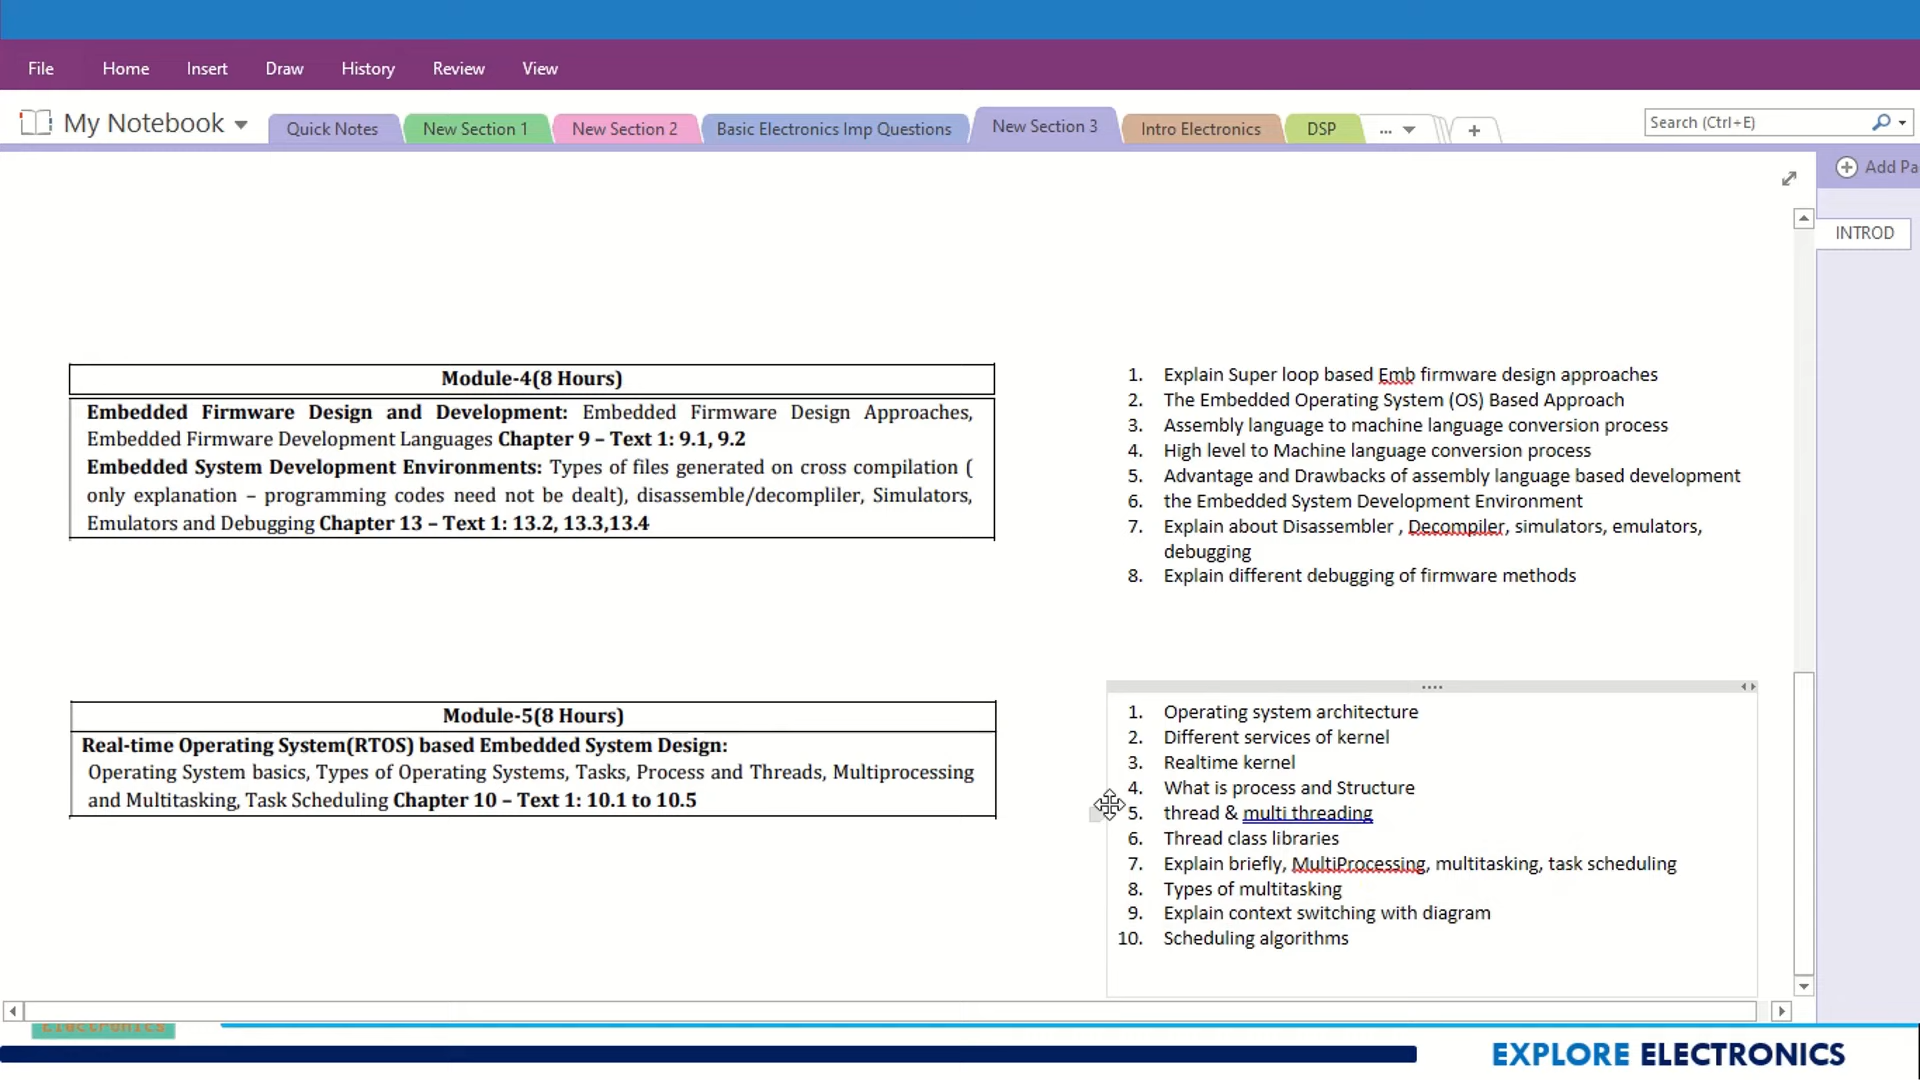 File Home Insert Draw History Review View
My Notebook Quick Notes New Section 1 New Section 2 Basic Electronics Imp Questions New Section 3 Intro Electronics DSP ... + Search (Ctrl+E)
Add Pa
INTROD
Module-4(8 Hours)
Embedded Firmware Design and Development: Embedded Firmware Design Approaches,
Embedded Firmware Development Languages Chapter 9 – Text 1: 9.1, 9.2
Embedded System Development Environments: Types of files generated on cross compilation (
only explanation – programming codes need not be dealt), disassemble/decompliler, Simulators,
Emulators and Debugging Chapter 13 – Text 1: 13.2, 13.3,13.4
1. Explain Super loop based Emb firmware design approaches
2. The Embedded Operating System (OS) Based Approach
3. Assembly language to machine language conversion process
4. High level to Machine language conversion process
5. Advantage and Drawbacks of assembly language based development
6. the Embedded System Development Environment
7. Explain about Disassembler , Decompiler, simulators, emulators,
debugging
8. Explain different debugging of firmware methods
Module-5(8 Hours)
Real-time Operating System(RTOS) based Embedded System Design:
Operating System basics, Types of Operating Systems, Tasks, Process and Threads, Multiprocessing
and Multitasking, Task Scheduling Chapter 10 – Text 1: 10.1 to 10.5
1. Operating system architecture
2. Different services of kernel
3. Realtime kernel
4. What is process and Structure
5. thread & multi threading
6. Thread class libraries
7. Explain briefly, MultiProcessing, multitasking, task scheduling
8. Types of multitasking
9. Explain context switching with diagram
10. Scheduling algorithms
Electronics
EXPLORE ELECTRONICS